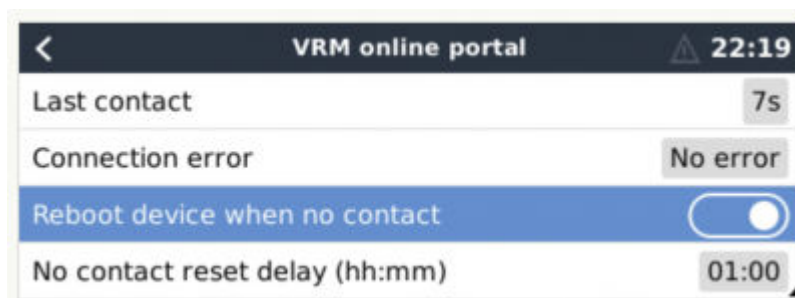 VRM online portal 22:19
Last contact 7s
Connection error No error
Reboot device when no contact
No contact reset delay (hh:mm) 01:00